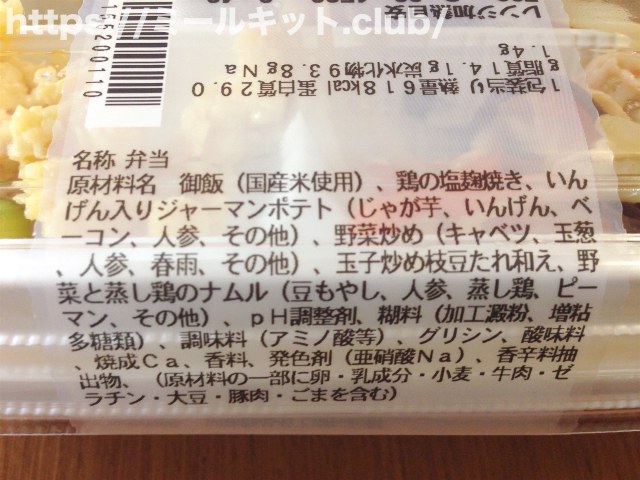 https://ミールキット.club/
レンジ加熱目安
1包装当り 熱量618kcal 蛋白質29.0
g 脂質14.1g 炭水化物93.8g Na
1.4g
名称 弁当
原材料名 御飯（国産米使用）、鶏の塩麹焼き、いん
げん入りジャーマンポテト（じゃが芋、いんげん、ベ
ーコン、人参、その他）、野菜炒め（キャベツ、玉葱
、人参、春雨、その他）、玉子炒め枝豆たれ和え、野
菜と蒸し鶏のナムル（豆もやし、人参、蒸し鶏、ピー
マン、その他）、ｐＨ調整剤、糊料（加工澱粉、増粘
多糖類）、調味料（アミノ酸等）、グリシン、酸味料
、焼成Ｃａ、香料、発色剤（亜硝酸Ｎａ）、香辛料抽
出物、（原材料の一部に卵・乳成分・小麦・牛肉・ゼ
ラチン・大豆・豚肉・ごまを含む）